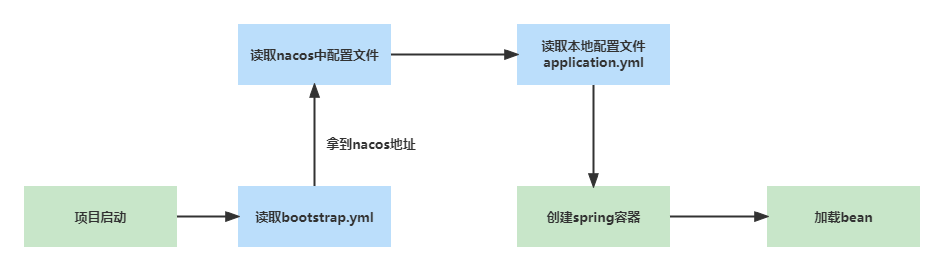 读取nacos中配置文件
读取本地配置文件
application.yml
拿到nacos地址
项目启动
读取bootstrap.yml
创建spring容器
加载bean